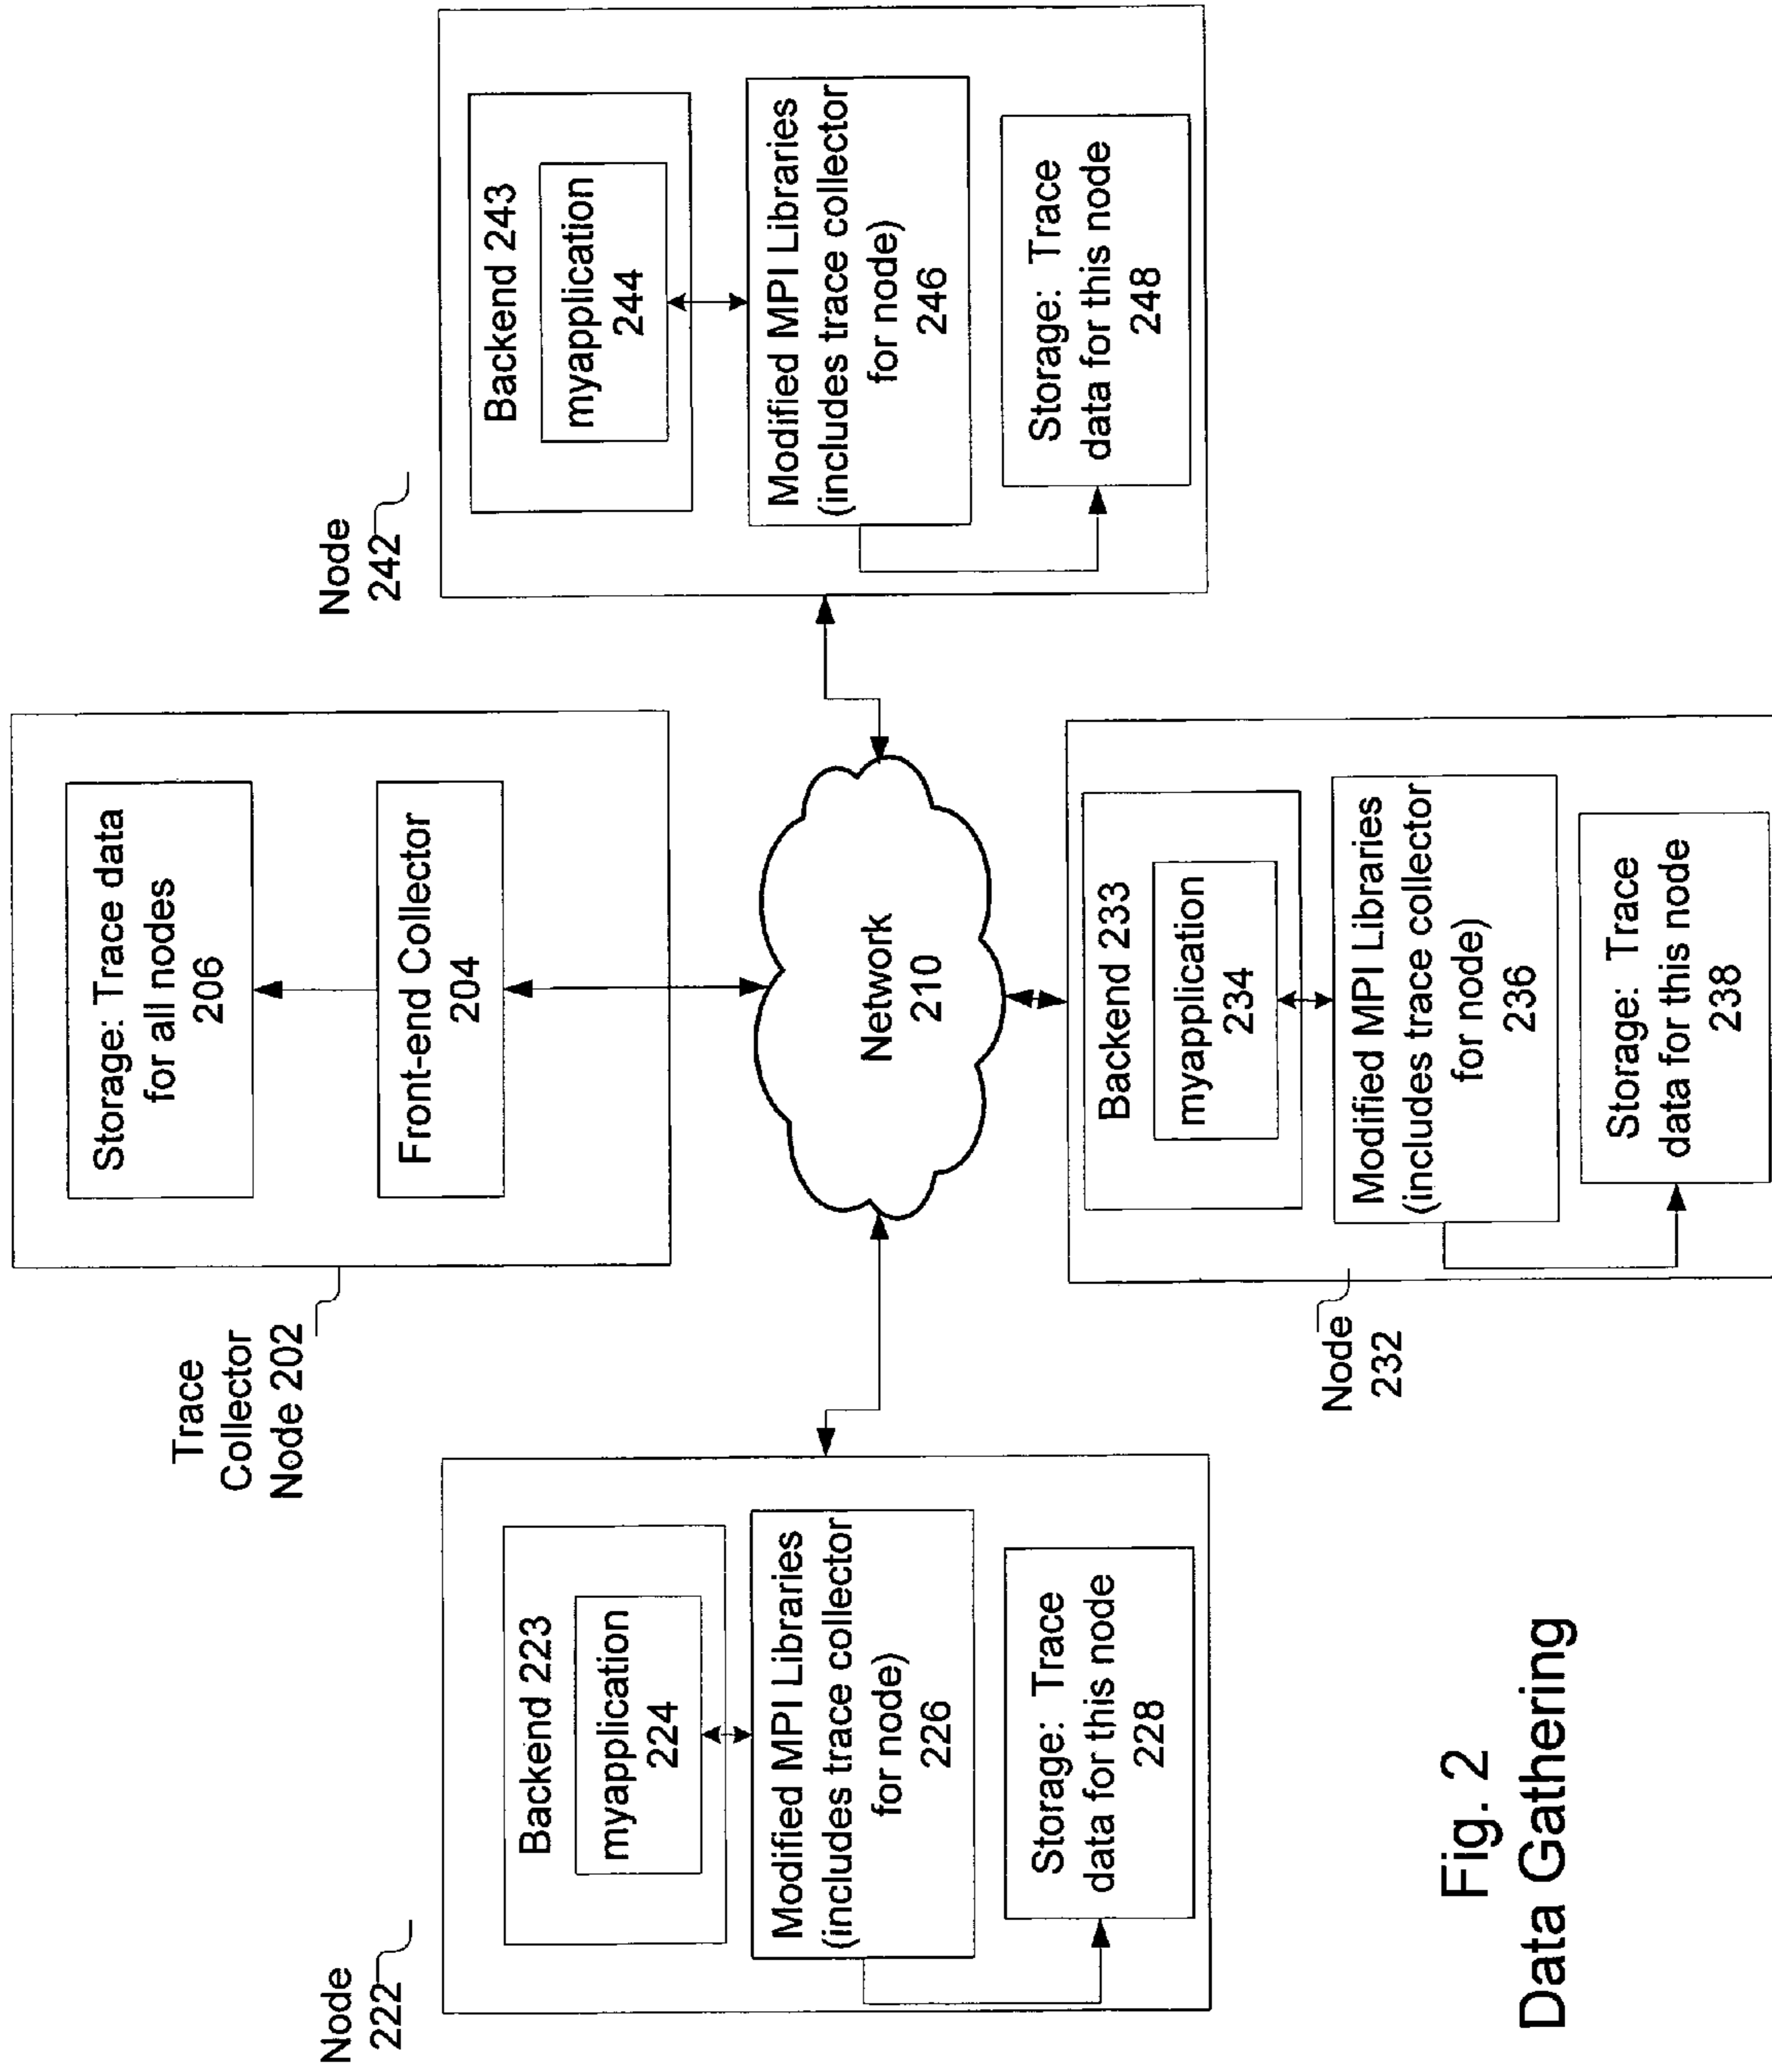 Trace
Collector
Node 202
Storage: Trace data
for all nodes
206
Front-end Collector
204
Network
210
Node
222
Backend 223
myapplication
224
Modified MPI Libraries
(includes trace collector
for node)
226
Storage: Trace
data for this node
228
Node
232
Backend 233
myapplication
234
Modified MPI Libraries
(includes trace collector
for node)
236
Storage: Trace
data for this node
238
Node
242
Backend 243
myapplication
244
Modified MPI Libraries
(includes trace collector
for node)
246
Storage: Trace
data for this node
248
Fig. 2
Data Gathering